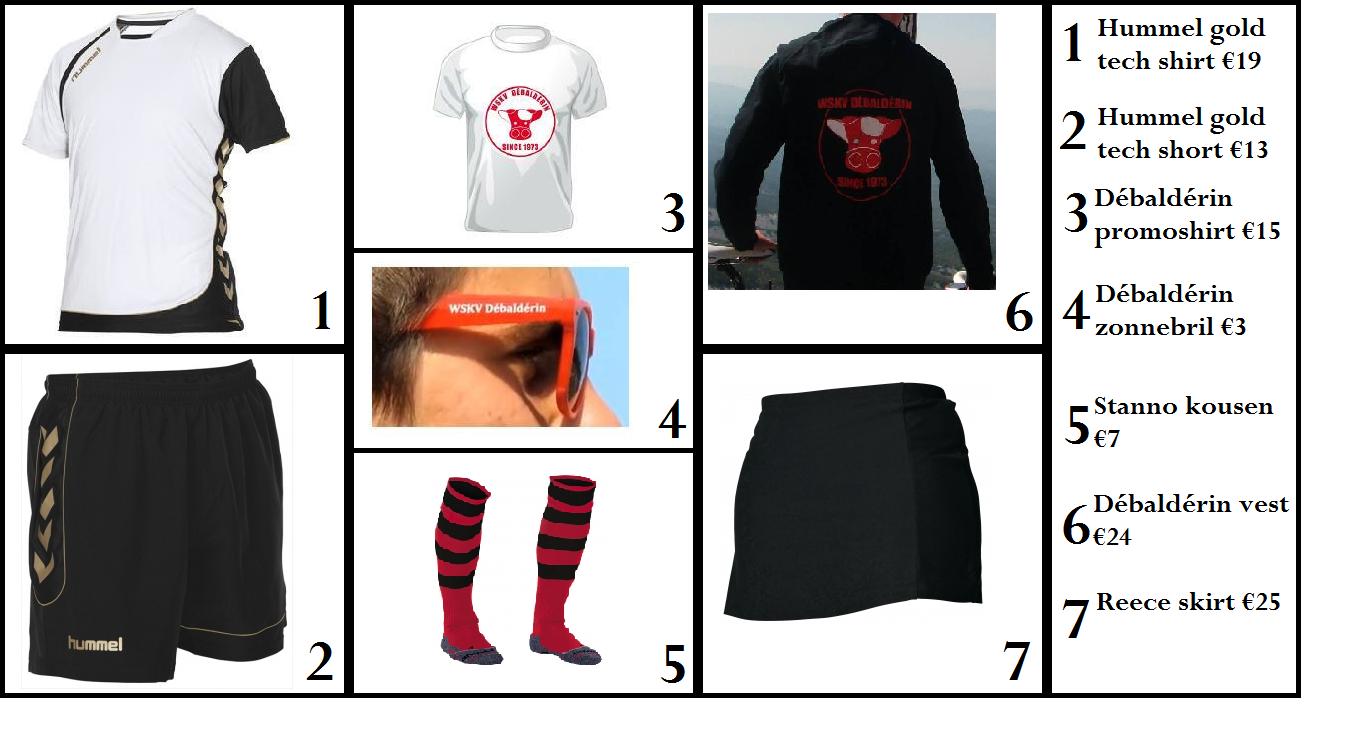 hummel
1
hummel
2
WSKV DÉBALDÉRIN
SINCE 1973
3
WSKV Débaldérin
4
5
WSKV DÉBALDÉRIN
SINCE 1973
6
7
1 Hummel gold
tech shirt €19
2 Hummel gold
tech short €13
3 Débaldérin
promoshirt €15
4 Débaldérin
zonnebril €3
5 Stanno kousen
€7
6 Débaldérin vest
€24
7 Reece skirt €25